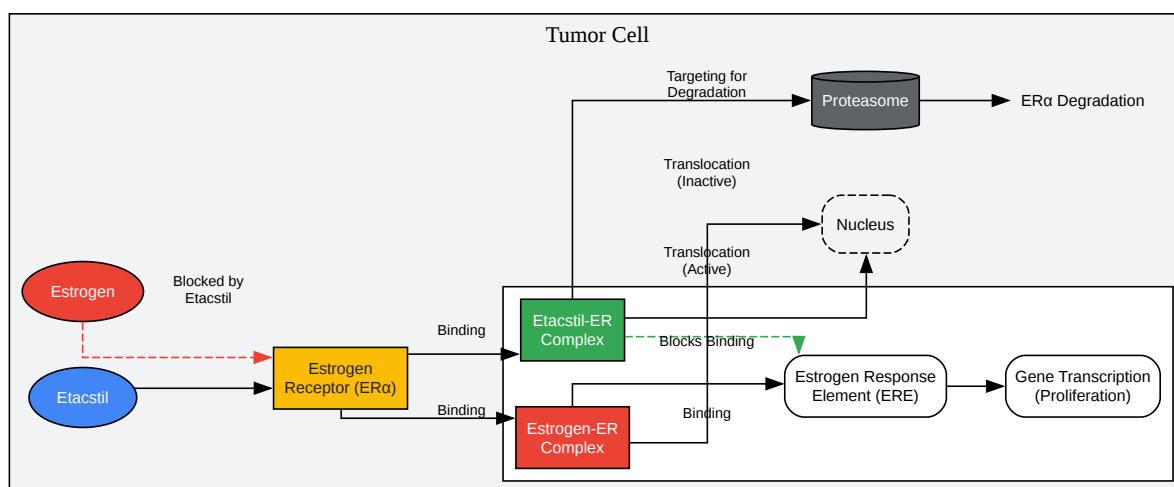 Tumor Cell
Targeting for
Degradation
Proteasome
ERα Degradation
Translocation
(Inactive)
Nucleus
Translocation
(Active)
Estrogen
Blocked by
Etacstil
Etacstil
Estrogen
Receptor (ERα)
Binding
Binding
Etacstil-ER
Complex
Blocks Binding
Estrogen-ER
Complex
Binding
Estrogen Response
Element (ERE)
Gene Transcription
(Proliferation)